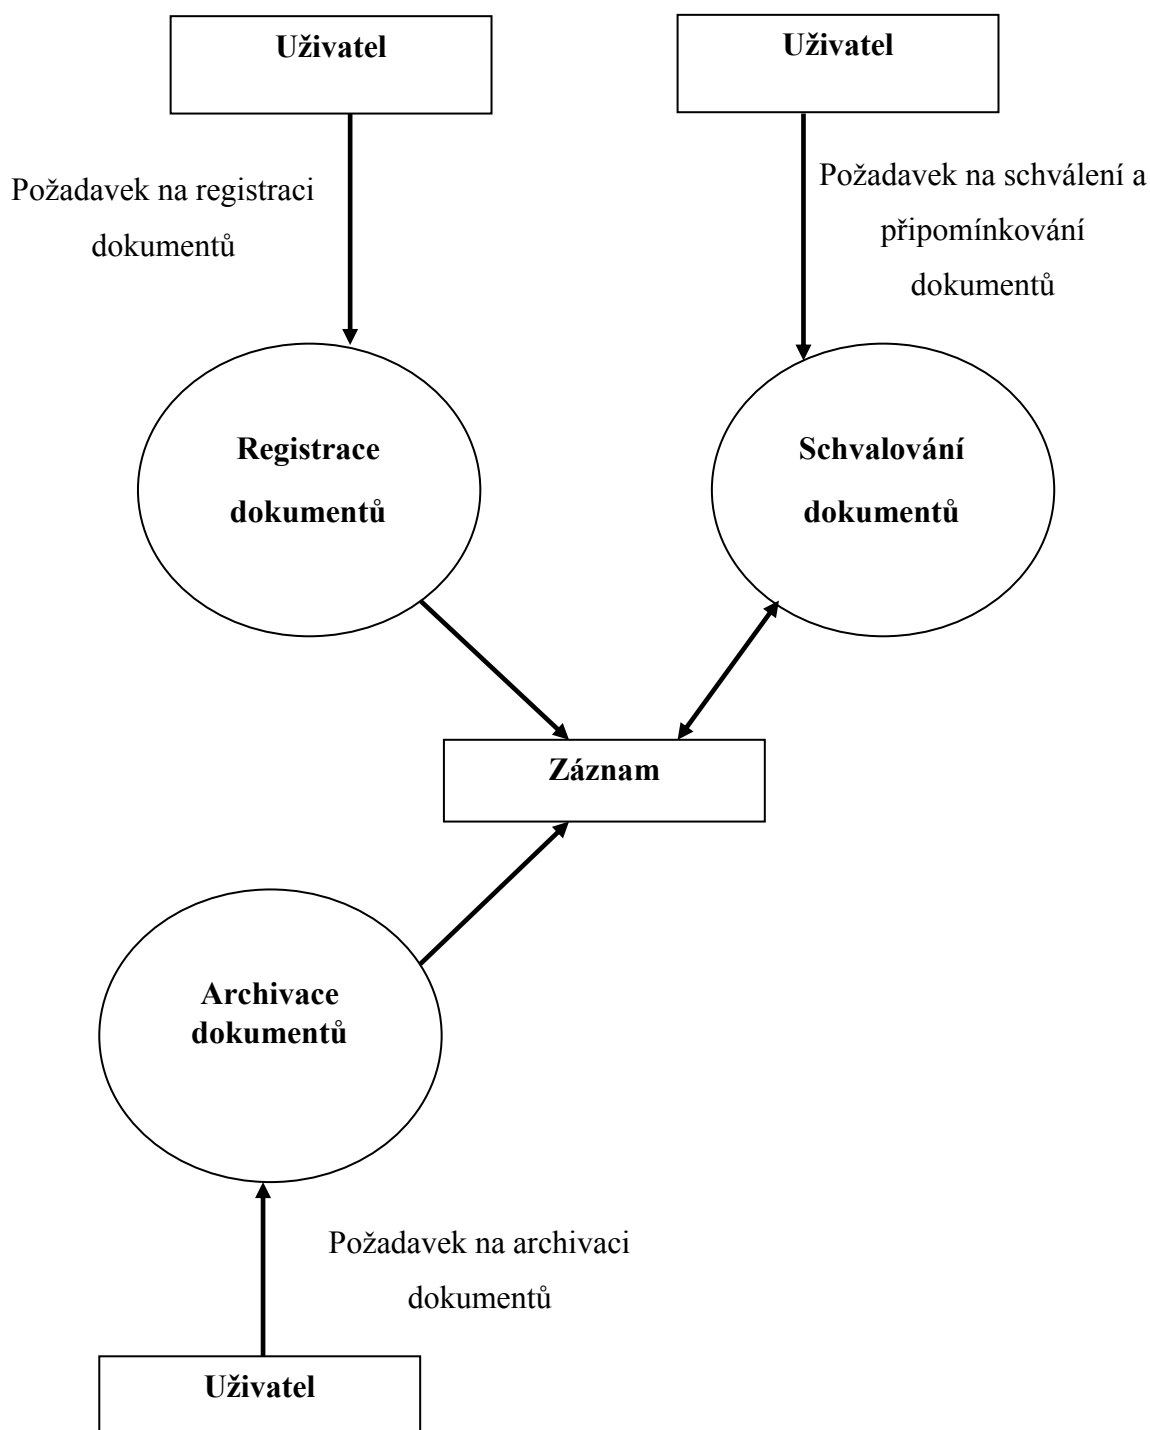 Uživatel
Uživatel
Požadavek na registraci
dokumentů
Požadavek na schválení a
připomínkování
dokumentů
Registrace
dokumentů
Schvalování
dokumentů
Záznam
Archivace
dokumentů
Požadavek na archivaci
dokumentů
Uživatel